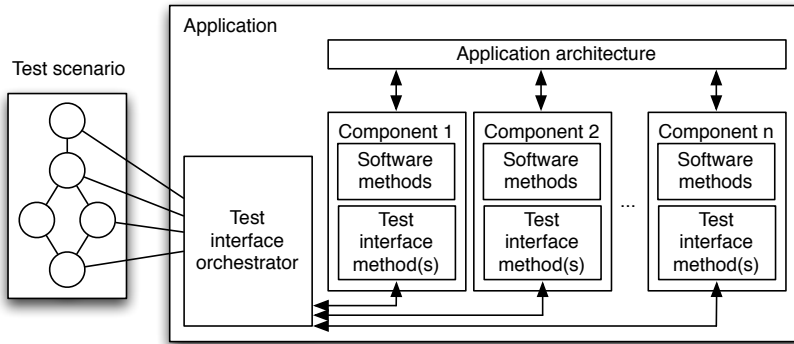 Application
Application architecture
Test scenario
Component 1
Component 2
Component n
Software
methods
Software
methods
Software
methods
Test
interface
orchestrator
Test
interface
method(s)
Test
interface
method(s)
...
Test
interface
method(s)